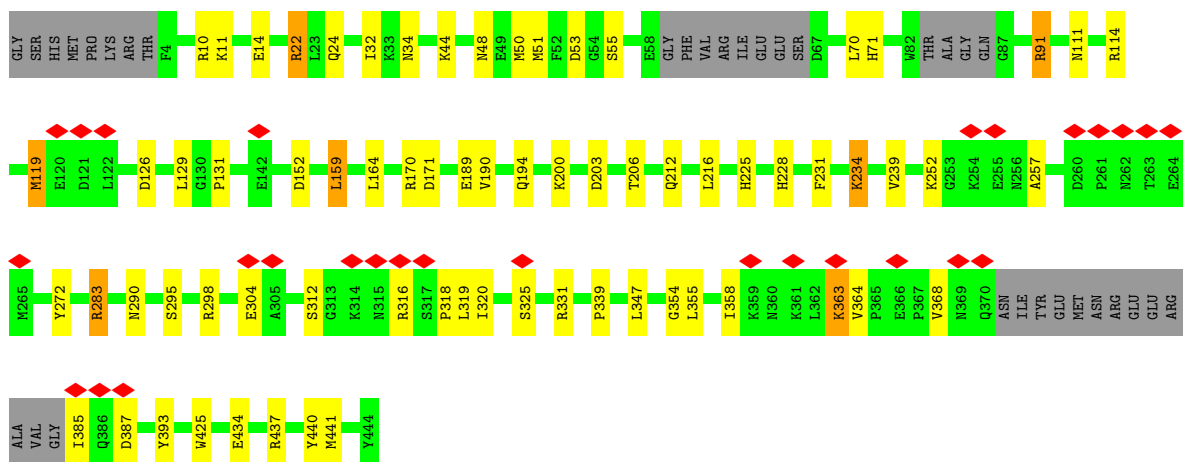 GLY SER HIS MET PRO LYS ARG THR F4 R10 K11 E14 R22 L23 Q24 I32 K33 N34 K44 N48 E49 M50 M51 F52 D53 G54 S55 E58 GLY PHE VAL ARG ILE GLU GLU SER D67 L70 H71 W82 THR ALA GLY GLN G87 R91 N111 R114
M119 E120 D121 L122 D126 L129 G130 P131 E142 D152 L159 L164 R170 D171 E189 V190 Q194 K200 D203 T206 Q212 L216 H225 H228 F231 K234 V239 K252 G253 K254 E255 N256 A257 D260 P261 N262 T263 E264
M265 Y272 R283 N290 S295 R298 E304 A305 S312 G313 K314 N315 R316 S317 P318 L319 I320 S325 R331 P339 L347 G354 L355 I358 K359 N360 K361 L362 K363 V364 P365 E366 P367 V368 N369 Q370 ASN ILE TYR GLU MET ASN ARG GLU GLU ARG
ALA VAL GLY I385 Q386 D387 Y393 W425 E434 R437 Y440 M441 Y444